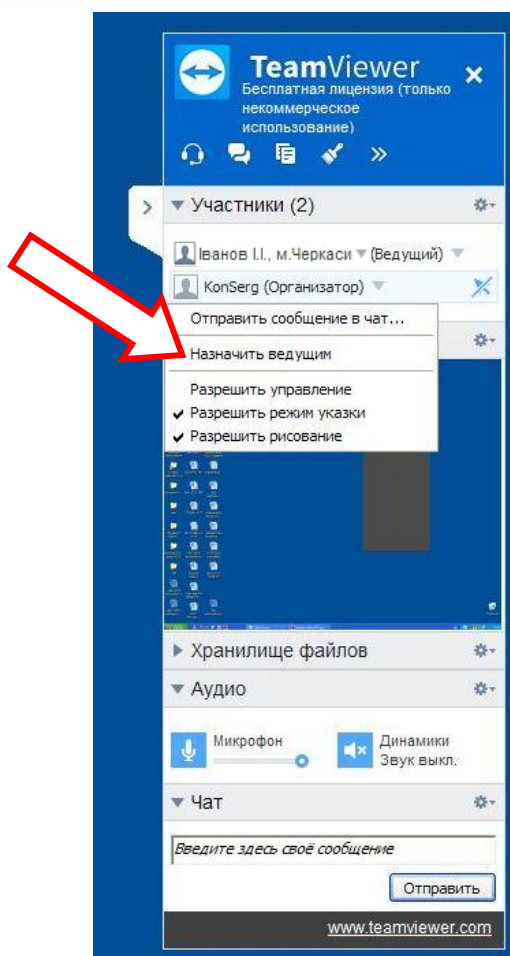 TeamViewer
Бесплатная лицензия (только
некоммерческое
использование)
Участники (2)
Іванов І.І., м.Черкаси (Ведущий)
KonSerg (Организатор)
Отправить сообщение в чат...
Назначить ведущим
Разрешить управление
Разрешить режим указки
Разрешить рисование
Хранилище файлов
Аудио
Микрофон
Динамики
Звук выкл.
Чат
Введите здесь своё сообщение
Отправить
www.teamviewer.com